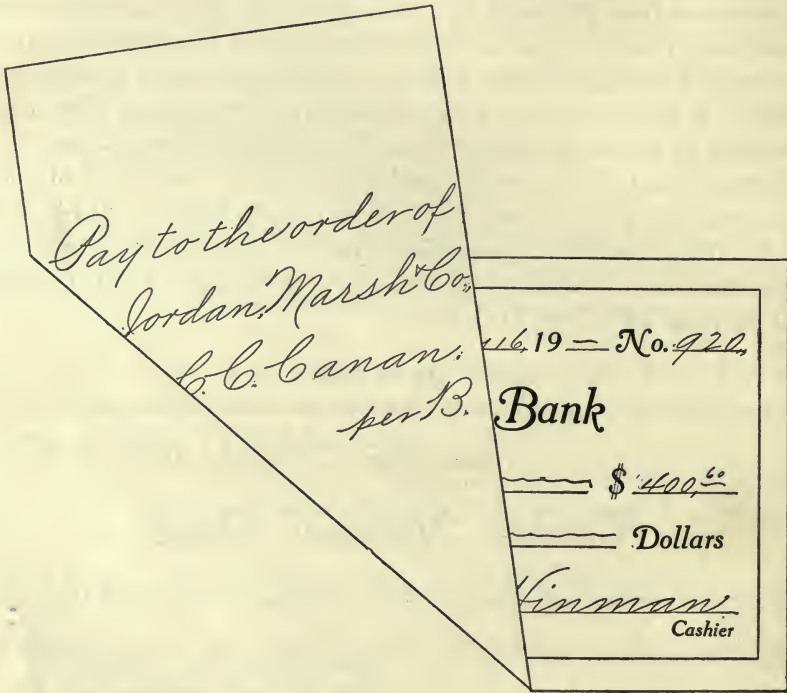 Pay to the order of
Jordan, Marsh & Co.,
C. C. Canan.
per B.
16, 19 — No. 920
Bank
$ 400.60
Dollars
Hinman
Cashier